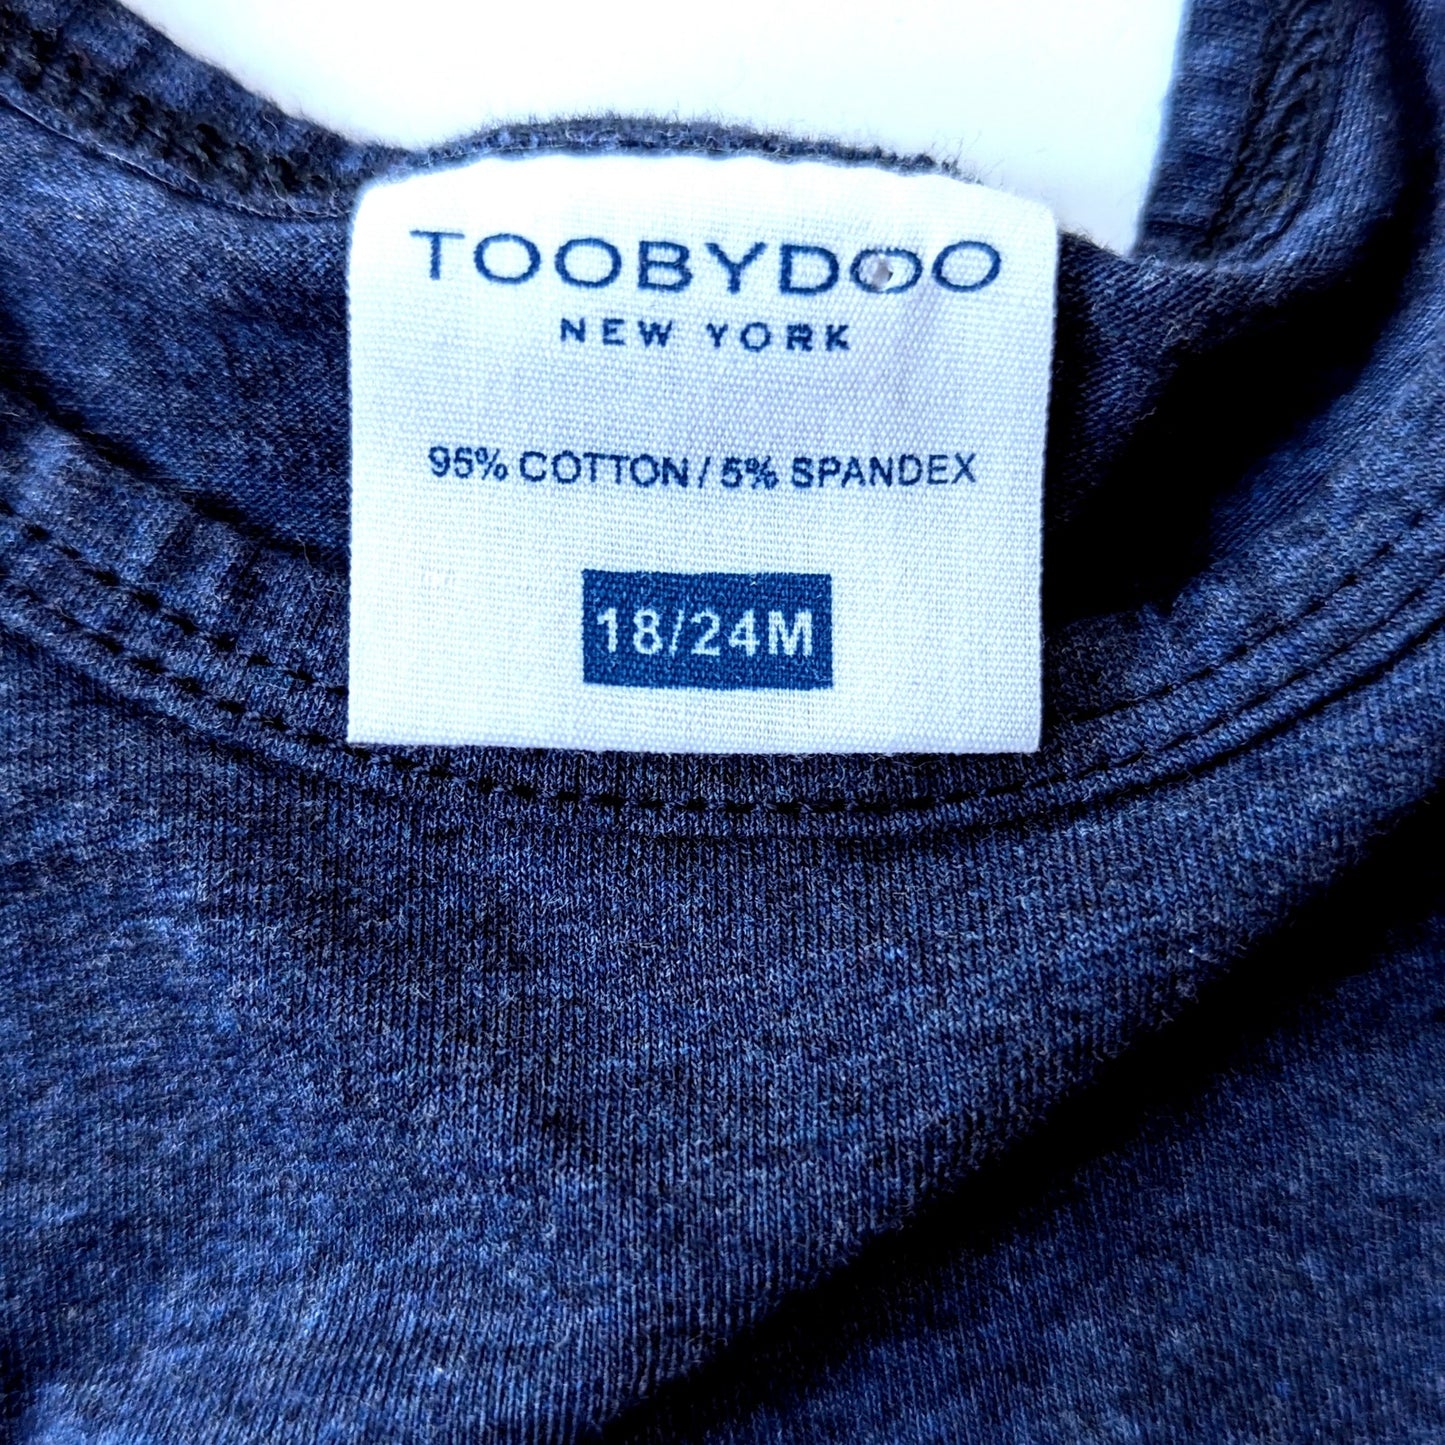 TOOBYDOO
NEW YORK
95% COTTON / 5% SPANDEX
18/24M